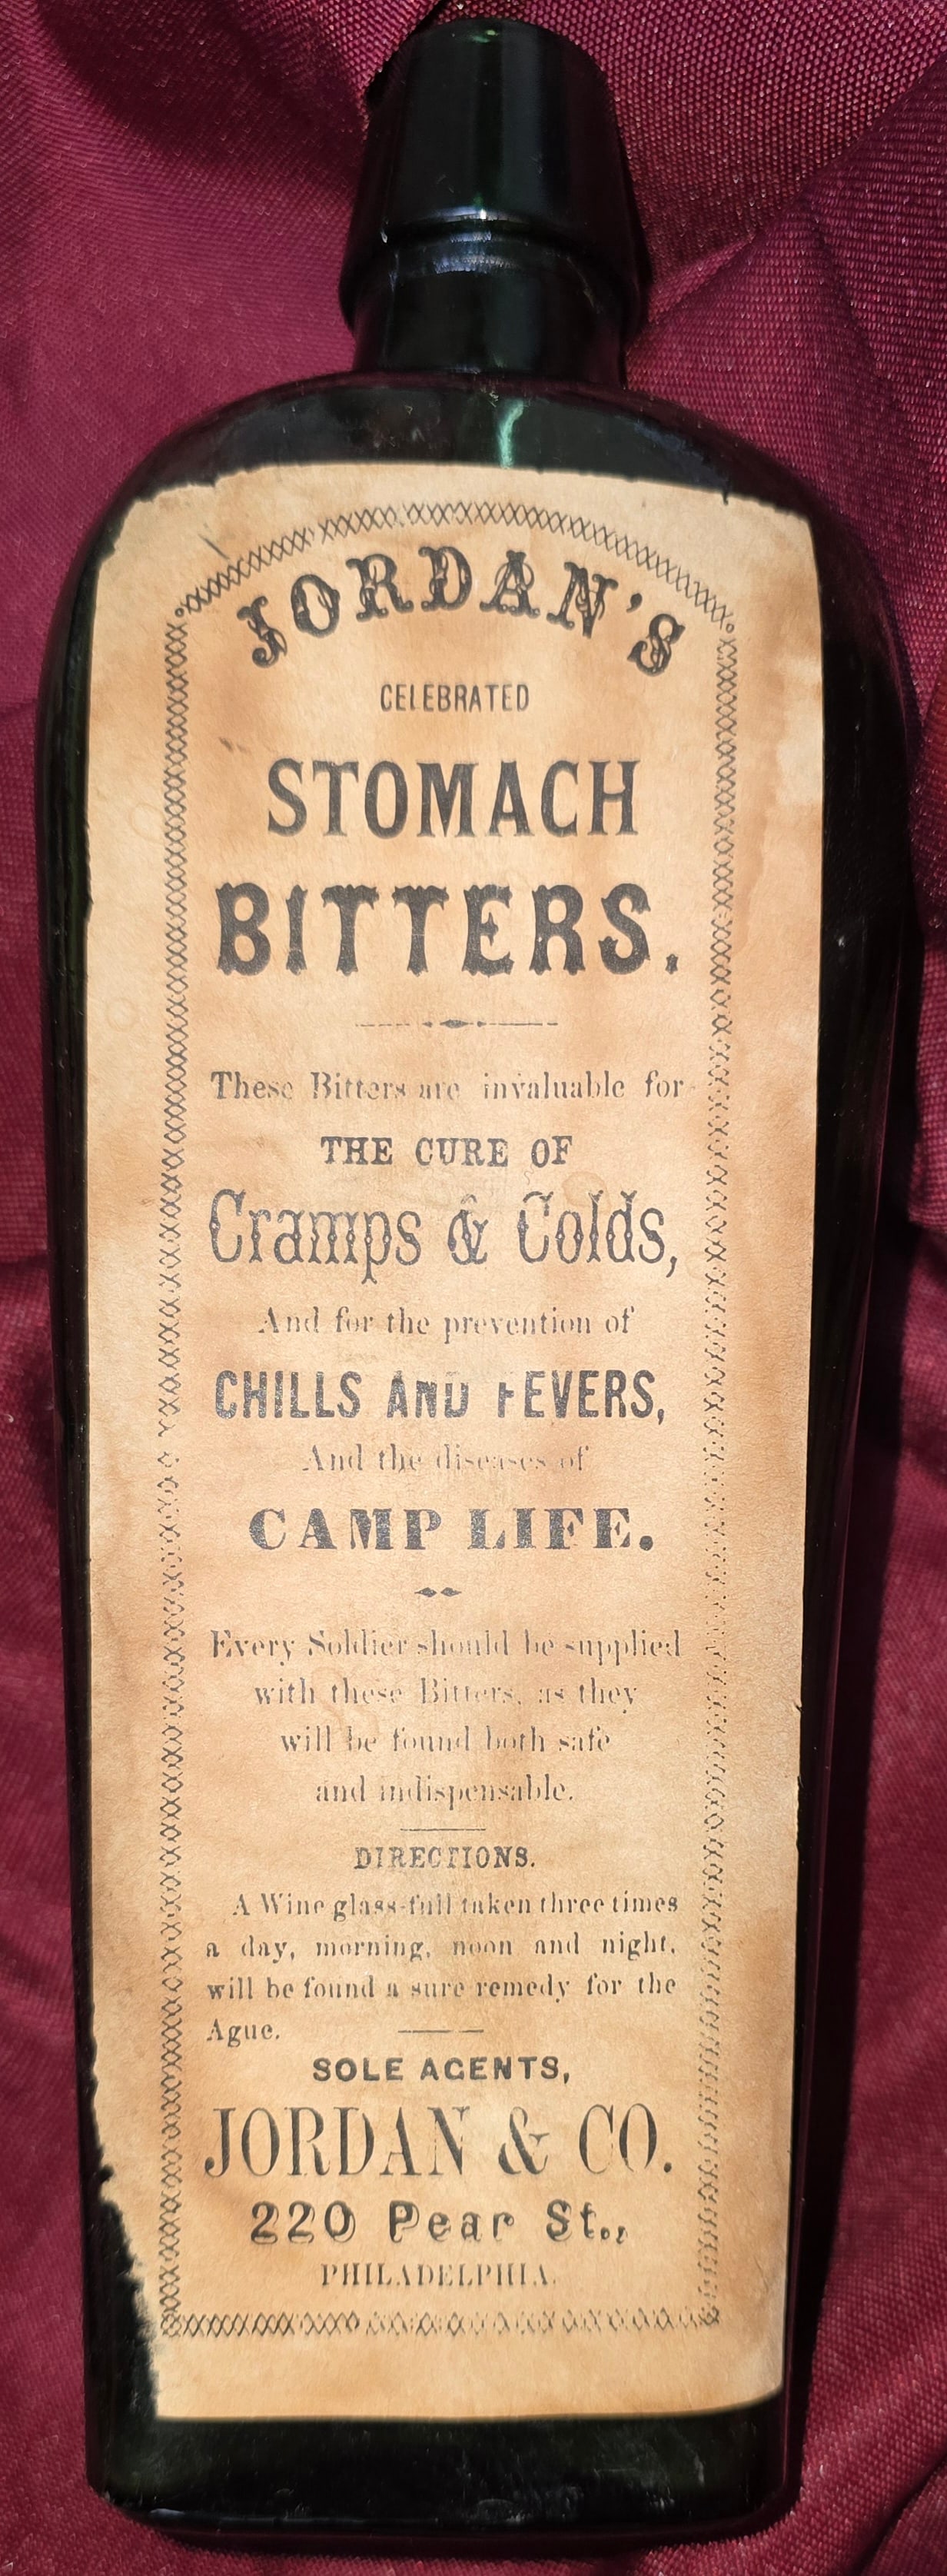 JORDAN'S
CELEBRATED
STOMACH
BITTERS.
These Bitters are invaluable for
THE CURE OF
Cramps & Colds,
And for the prevention of
CHILLS AND FEVERS,
And the diseases of
CAMP LIFE.
Every Soldier should be supplied
with these Bitters, as they
will be found both safe
and indispensable.
DIRECTIONS.
A Wine glass-full taken three times
a day, morning, noon and night,
will be found a sure remedy for the
Ague.
SOLE AGENTS,
JORDAN & CO.
220 Pear St.,
PHILADELPHIA.